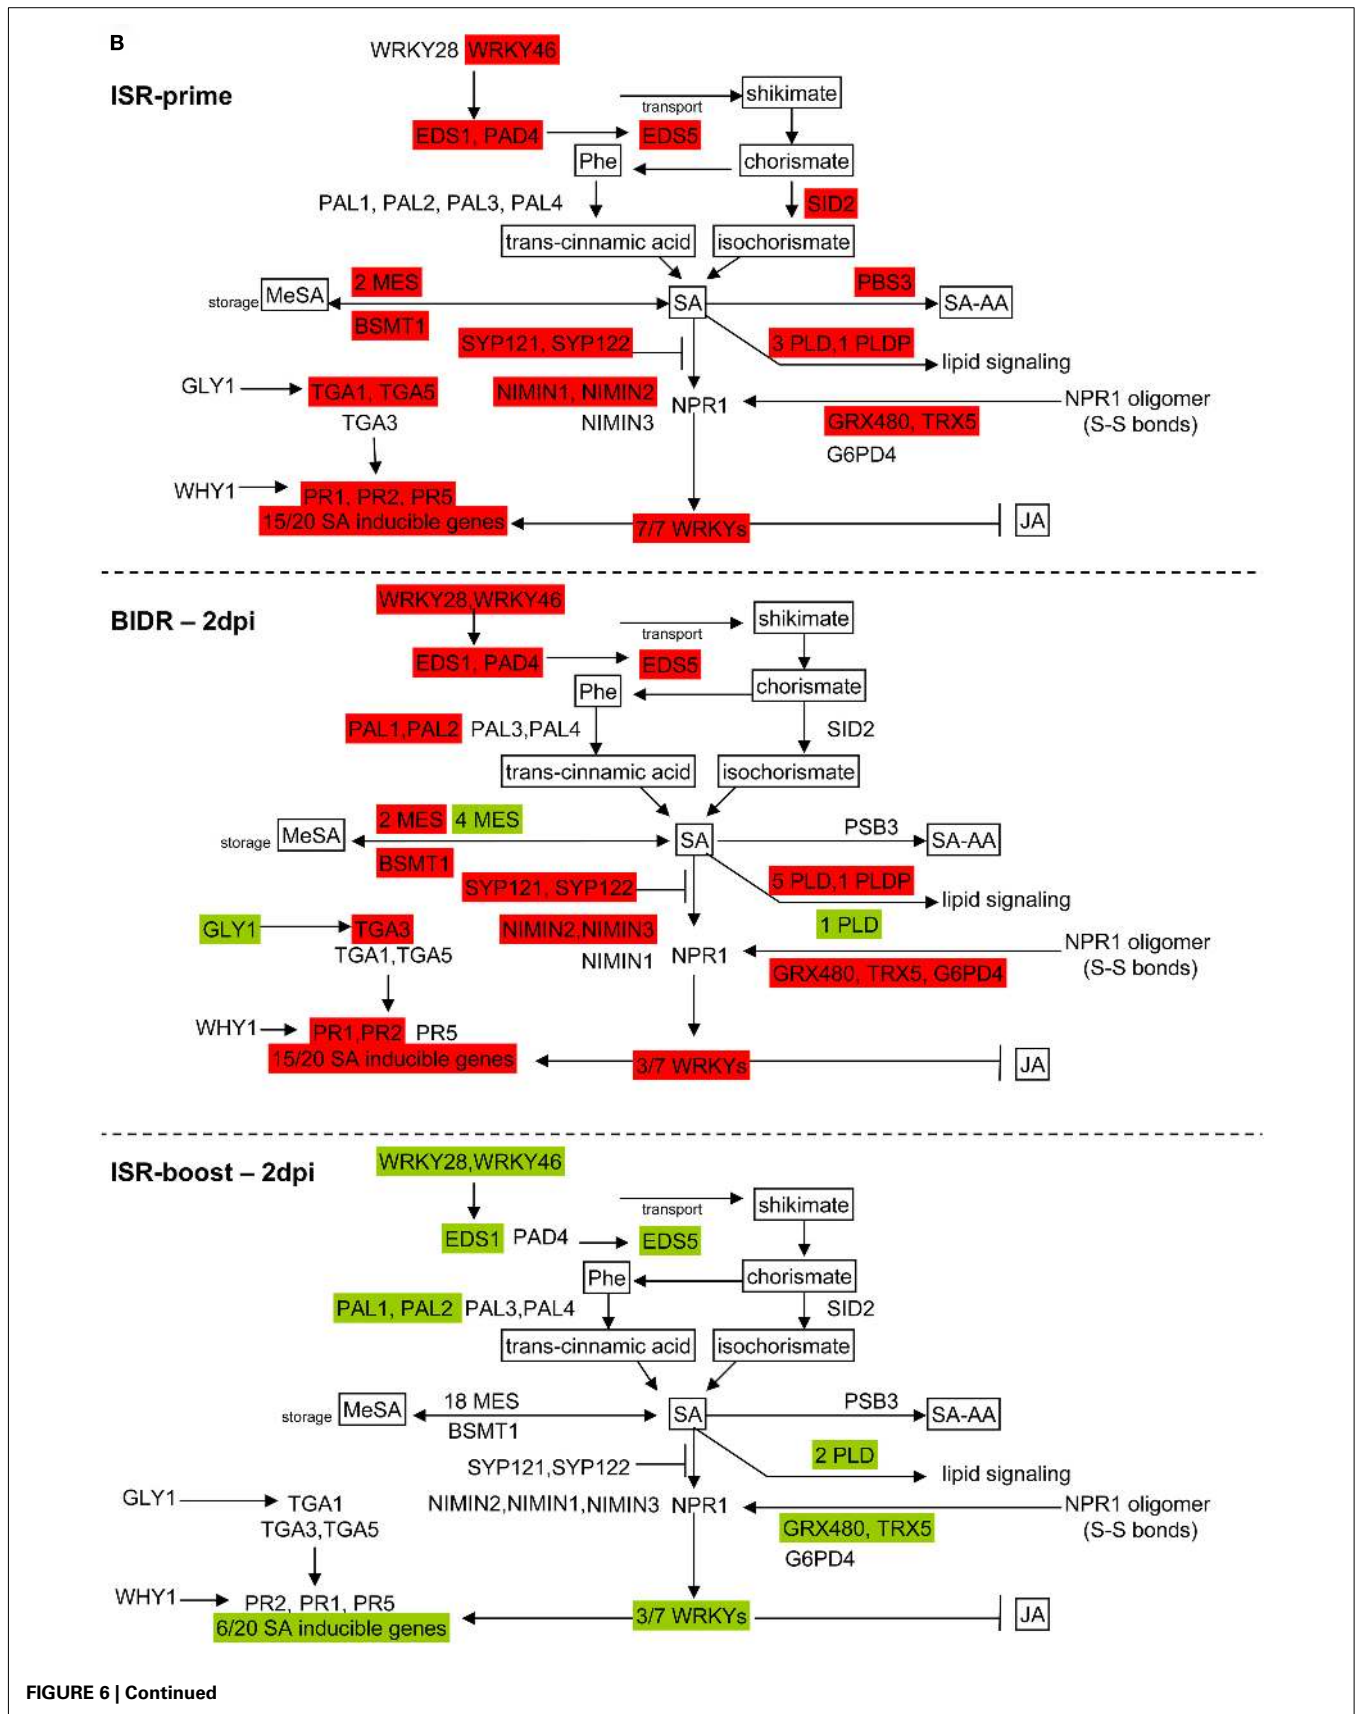 B
WRKY28 WRKY46
ISR-prime
transport
shikimate
EDS1, PAD4
EDS5
Phe
chorismate
PAL1, PAL2, PAL3, PAL4
SID2
trans-cinnamic acid
isochorismate
2 MES
PBS3
storage MeSA
SA
SA-AA
BSMT1
SYP121, SYP122
3 PLD,1 PLDP
lipid signaling
GLY1
TGA1, TGA5
NIMIN1, NIMIN2
NPR1
NPR1 oligomer
TGA3
NIMIN3
GRX480, TRX5
(S-S bonds)
G6PD4
WHY1
PR1, PR2, PR5
15/20 SA inducible genes
7/7 WRKYs
JA
WRKY28,WRKY46
BIDR – 2dpi
transport
shikimate
EDS1, PAD4
EDS5
Phe
chorismate
PAL1,PAL2 PAL3,PAL4
SID2
trans-cinnamic acid
isochorismate
2 MES 4 MES
PSB3
storage MeSA
SA
SA-AA
BSMT1
SYP121, SYP122
5 PLD,1 PLDP
lipid signaling
1 PLD
GLY1
TGA3
NIMIN2,NIMIN3
NPR1 oligomer
TGA1,TGA5
NIMIN1
NPR1
(S-S bonds)
GRX480, TRX5, G6PD4
WHY1
PR1,PR2 PR5
15/20 SA inducible genes
3/7 WRKYs
JA
WRKY28,WRKY46
ISR-boost – 2dpi
transport
shikimate
EDS1 PAD4
EDS5
Phe
chorismate
PAL1, PAL2 PAL3,PAL4
SID2
trans-cinnamic acid
isochorismate
18 MES
PSB3
storage MeSA
SA
SA-AA
BSMT1
SYP121,SYP122
2 PLD
lipid signaling
GLY1
TGA1
NIMIN2,NIMIN1,NIMIN3 NPR1
NPR1 oligomer
TGA3,TGA5
GRX480, TRX5
(S-S bonds)
G6PD4
WHY1
PR2, PR1, PR5
6/20 SA inducible genes
3/7 WRKYs
JA
FIGURE 6 | Continued